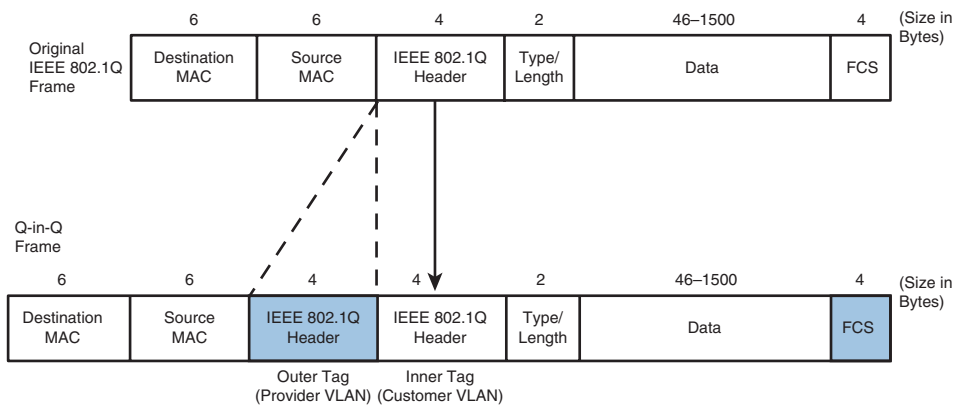 6 6 4 2 46–1500 4 (Size in
Bytes)
Original
IEEE 802.1Q
Frame
Destination
MAC
Source
MAC
IEEE 802.1Q
Header
Type/
Length
Data
FCS
Q-in-Q
Frame
6 6 4 4 2 46–1500 4 (Size in
Bytes)
Destination
MAC
Source
MAC
IEEE 802.1Q
Header
IEEE 802.1Q
Header
Type/
Length
Data
FCS
Outer Tag
(Provider VLAN)
Inner Tag
(Customer VLAN)